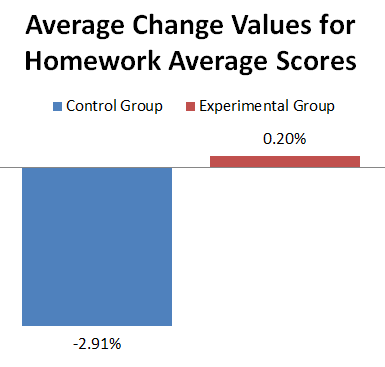 Average Change Values for
Homework Average Scores
Control Group Experimental Group
0.20%
-2.91%